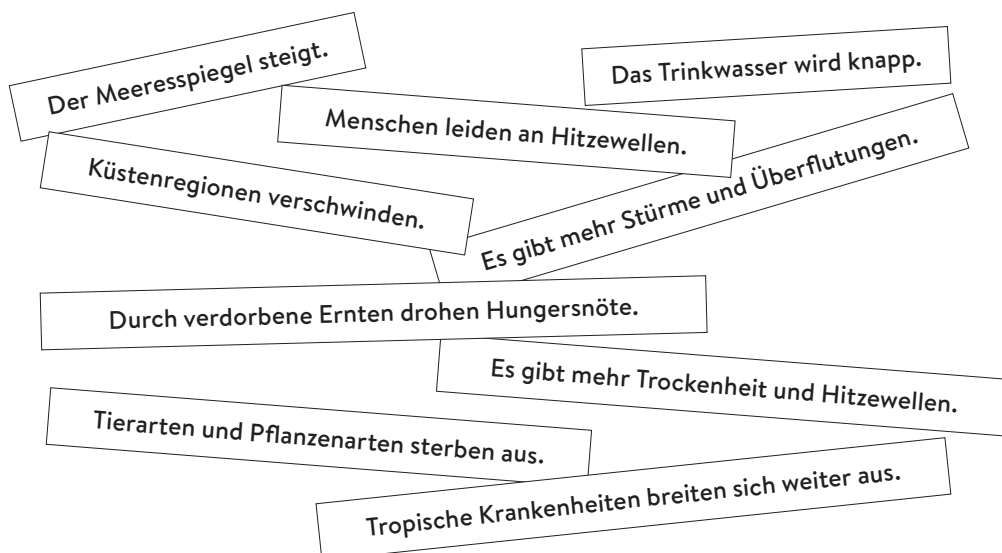 Der Meeresspiegel steigt.
Das Trinkwasser wird knapp.
Menschen leiden an Hitzewellen.
Küstenregionen verschwinden.
Es gibt mehr Stürme und Überflutungen.
Durch verdorbene Ernten drohen Hungersnöte.
Es gibt mehr Trockenheit und Hitzewellen.
Tierarten und Pflanzenarten sterben aus.
Tropische Krankenheiten breiten sich weiter aus.